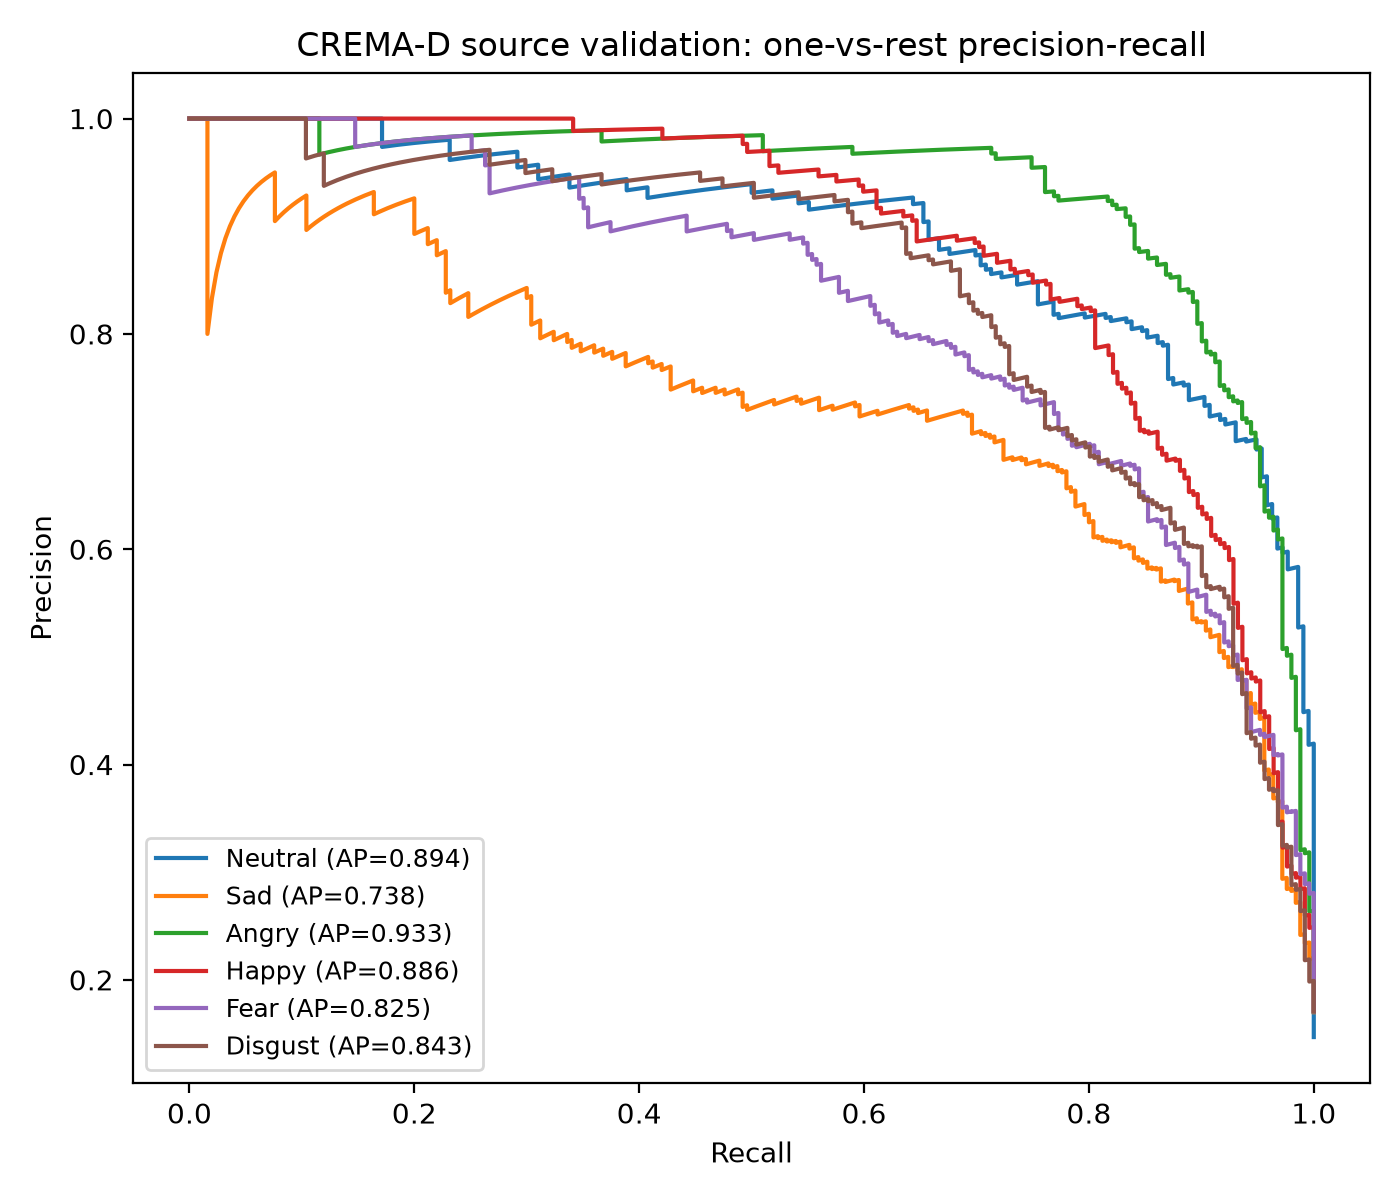 CREMA-D source validation: one-vs-rest precision-recall
Precision
1.0
0.8
0.6
0.4
0.2
Neutral (AP=0.894)
Sad (AP=0.738)
Angry (AP=0.933)
Happy (AP=0.886)
Fear (AP=0.825)
Disgust (AP=0.843)
0.0 0.2 0.4 0.6 0.8 1.0
Recall